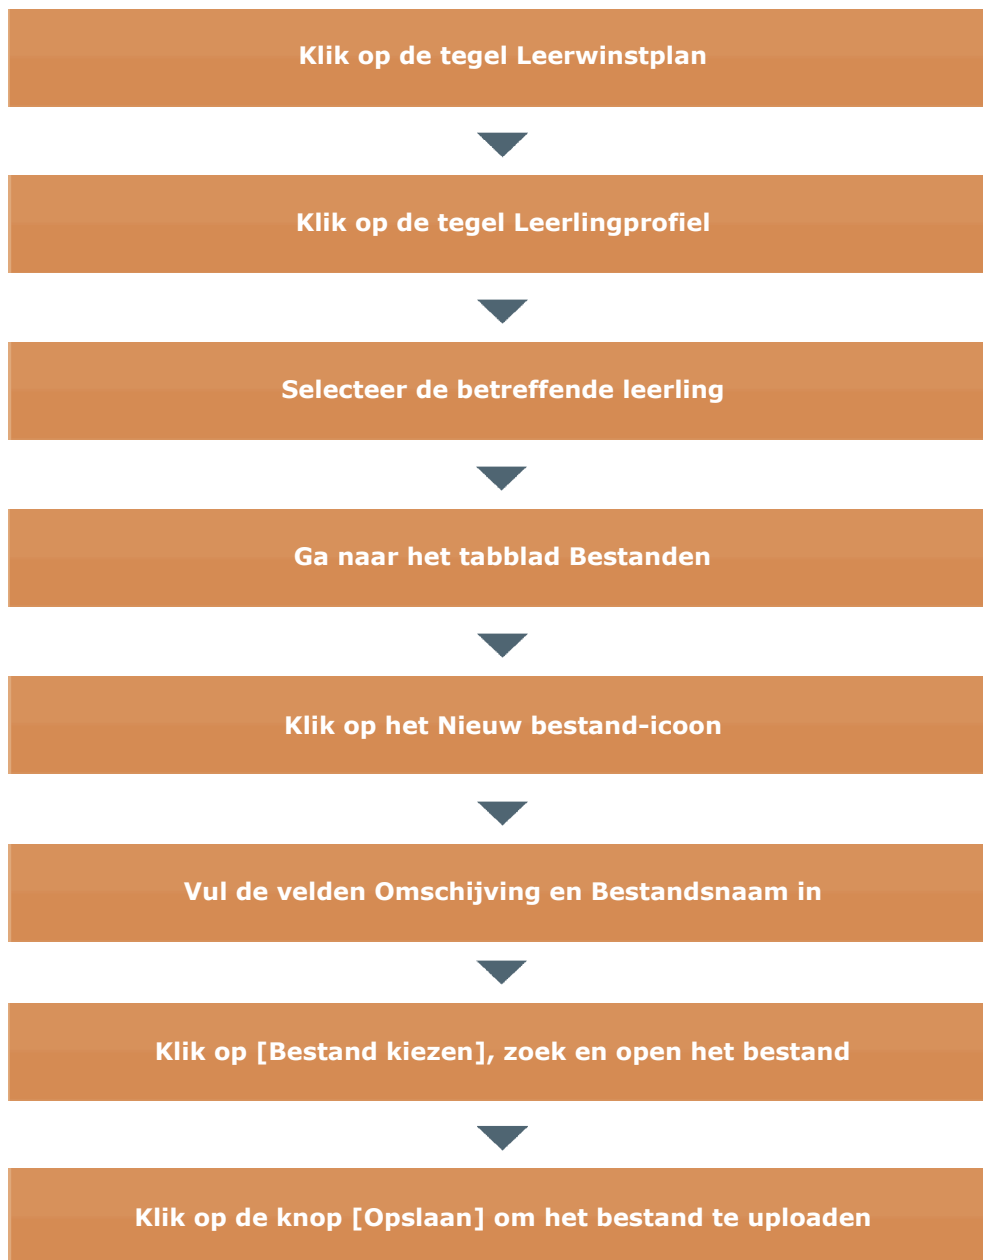 Klik op de tegel Leerwinstplan
Klik op de tegel Leerlingprofiel
Selecteer de betreffende leerling
Ga naar het tabblad Bestanden
Klik op het Nieuw bestand-icoon
Vul de velden Omschijving en Bestandsnaam in
Klik op [Bestand kiezen], zoek en open het bestand
Klik op de knop [Opslaan] om het bestand te uploaden